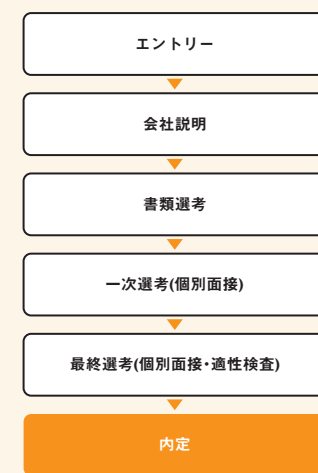 エントリー
会社説明
書類選考
一次選考(個別面接)
最終選考(個別面接・適性検査)
内定